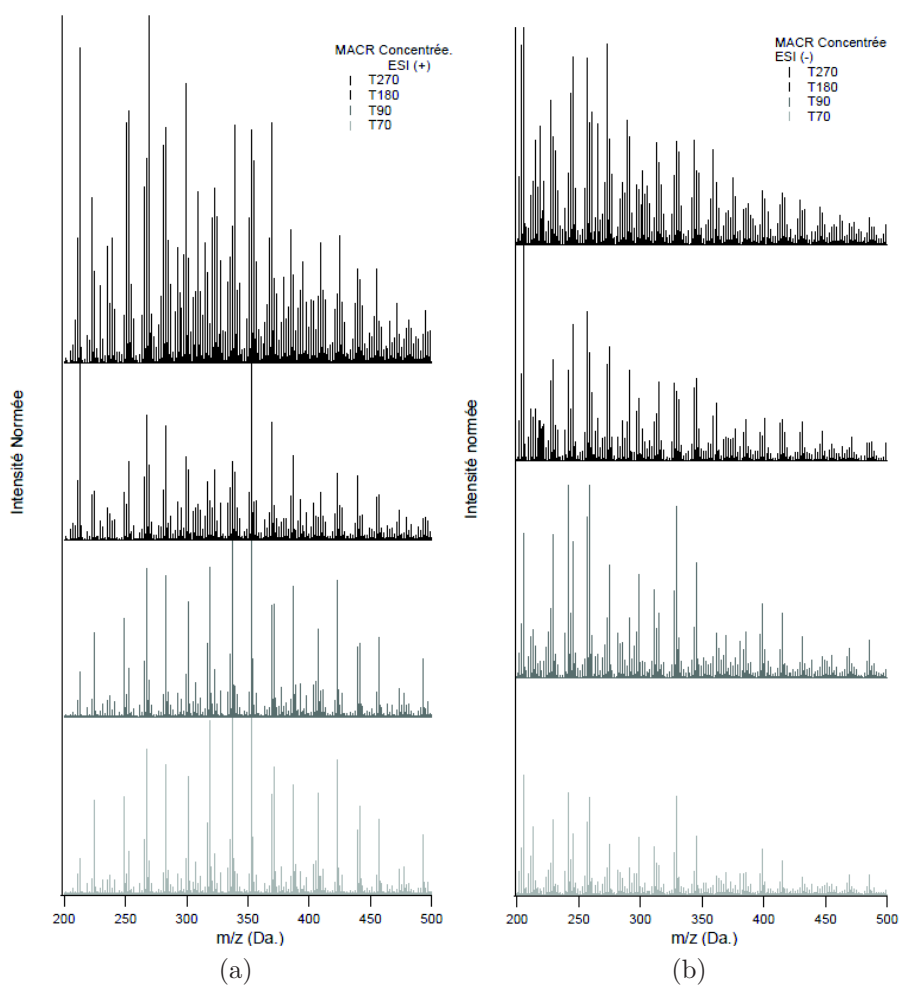 MACR Concentrée.
ESI (+)
T270
T180
T90
T70
Intensité Normée
200 250 300 350 400 450 500
m/z (Da.)
(a)
MACR Concentrée
ESI (-)
T270
T180
T90
T70
Intensité normée
200 250 300 350 400 450 500
m/z (Da.)
(b)